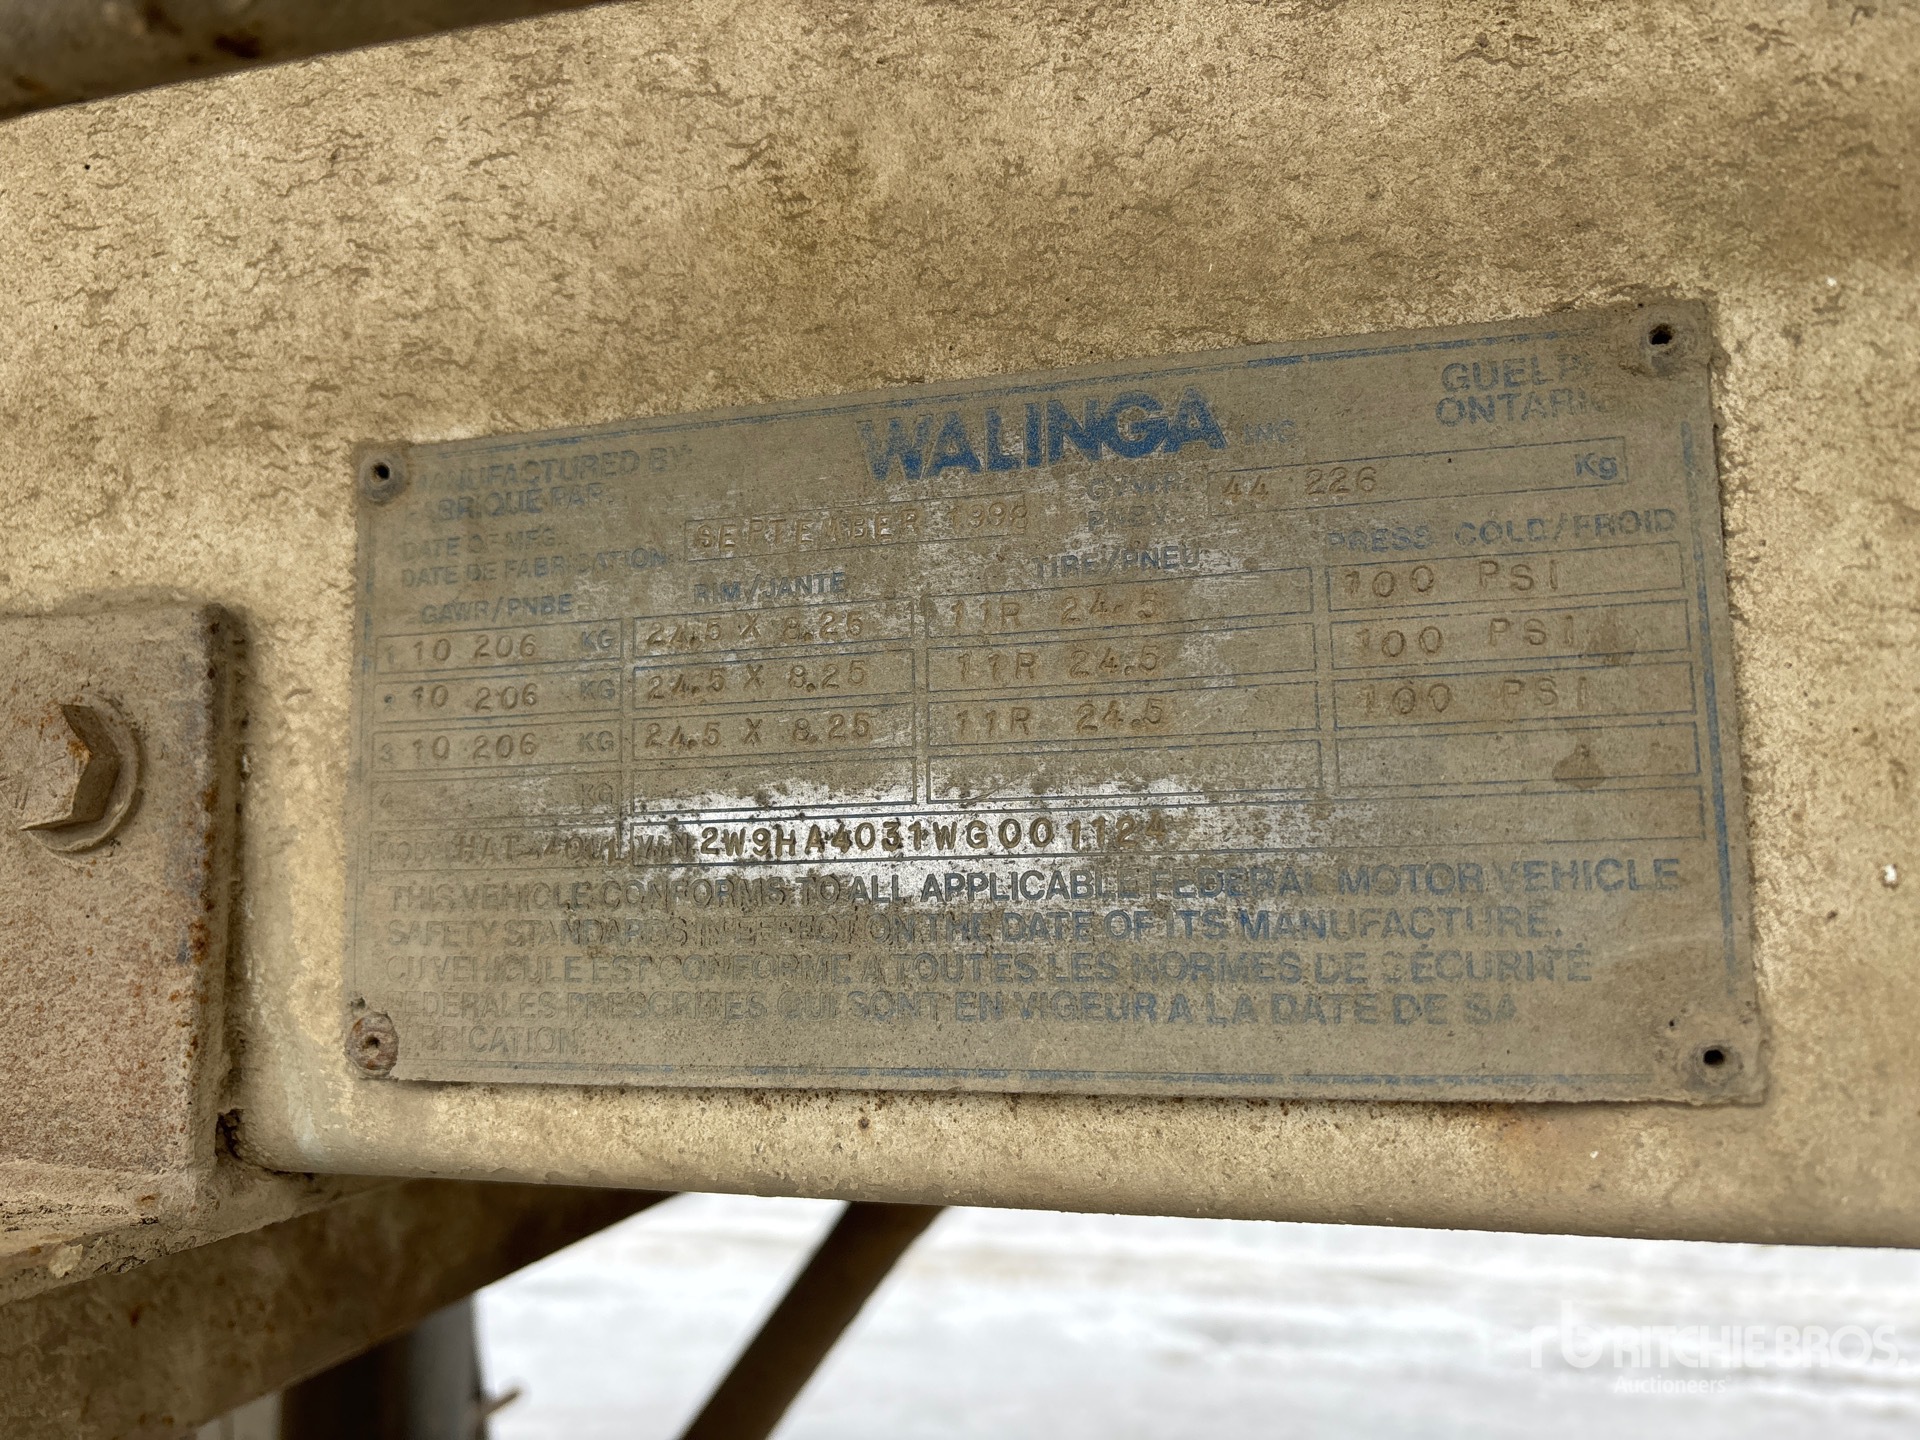 MANUFACTURED BY: WALINGA INC. GUELPH
FABRIQUE PAR: ONTARIO
DATE OF MFG.: SEPTEMBER 1998 G.V.W.R. 44 226 Kg
DATE DE FABRICATION: PNBV
GAWR/PNBE RIM/JANTE TIRE/PNEU PRESS COLD/FROID
1 10 206 KG 24.5 X 8.25 11R 24.5 100 PSI
10 206 KG 24.5 X 8.25 11R 24.5 100 PSI
3 10 206 KG 24.5 X 8.25 11R 24.5 100 PSI
KG
VIN 2W9HA4031WG001124
THIS VEHICLE CONFORMS TO ALL APPLICABLE FEDERAL MOTOR VEHICLE
SAFETY STANDARDS IN EFFECT ON THE DATE OF ITS MANUFACTURE.
CU VEHICULE EST CONFORME A TOUTES LES NORMES DE SÉCURITÉ
FEDERALES PRESCRITES QUI SONT EN VIGEUR A LA DATE DE SA
FABRICATION.
rb RITCHIE BROS.
Auctioneers